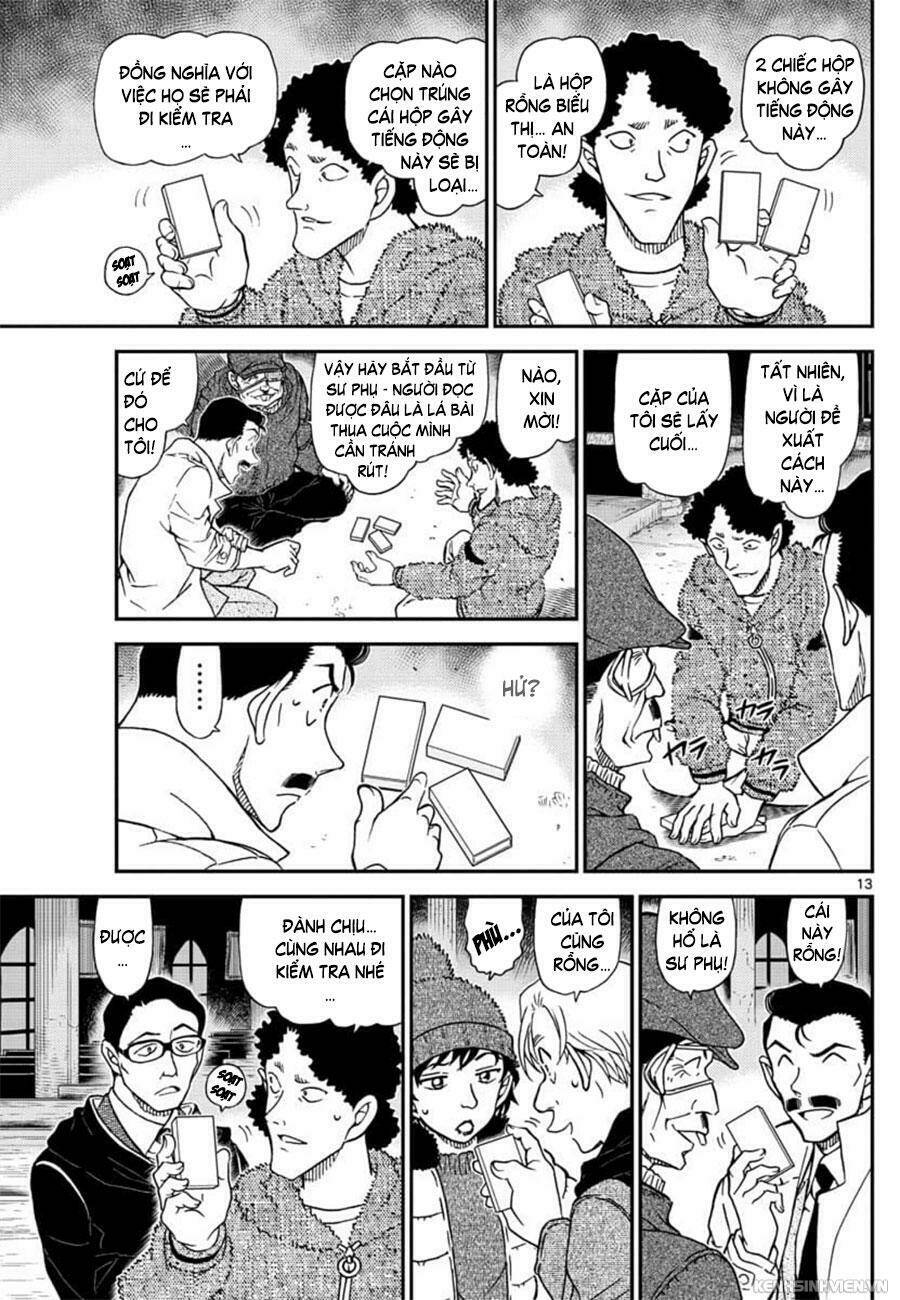 2 CHIẾC HỘP
KHÔNG GÂY
TIẾNG ĐỘNG
NÀY...
LÀ HỘP
RỒNG BIỂU
THỊ... AN
TOÀN!
CẶP NÀO
CHỌN TRÚNG
CÁI HỘP GÂY
TIẾNG ĐỘNG
NÀY SẼ BỊ
LOẠI...
ĐỒNG NGHĨA VỚI
VIỆC HỌ SẼ PHẢI
ĐI KIỂM TRA
...
SOẠT
SOẠT
TẤT NHIÊN,
VÌ LÀ
NGƯỜI ĐỀ
XUẤT
CÁCH
NÀY...
CẶP CỦA
TÔI SẼ LẤY
CUỐI...
カラ
カラ
NÀO,
XIN
MỜI!
VẬY HÃY BẮT ĐẦU TỪ
SƯ PHỤ - NGƯỜI ĐỌC
ĐƯỢC ĐÂU LÀ LÁ BÀI
THUA CUỘC MÌNH
CẦN TRÁNH
RÚT!
CỨ ĐỂ
ĐÓ
CHO TÔI!
HỬ?
......
13
CÁI
NÀY
RỖNG!
KHÔNG
HỔ LÀ
SƯ PHỤ!
CỦA TÔI
CŨNG
RỖNG...
PHÙ...
ĐÀNH CHỊU...
CÙNG NHAU ĐI
KIỂM TRA NHÉ
...
SOẠT
SOẠT
ĐƯỢC
...
KENHSINHVIEN.VN